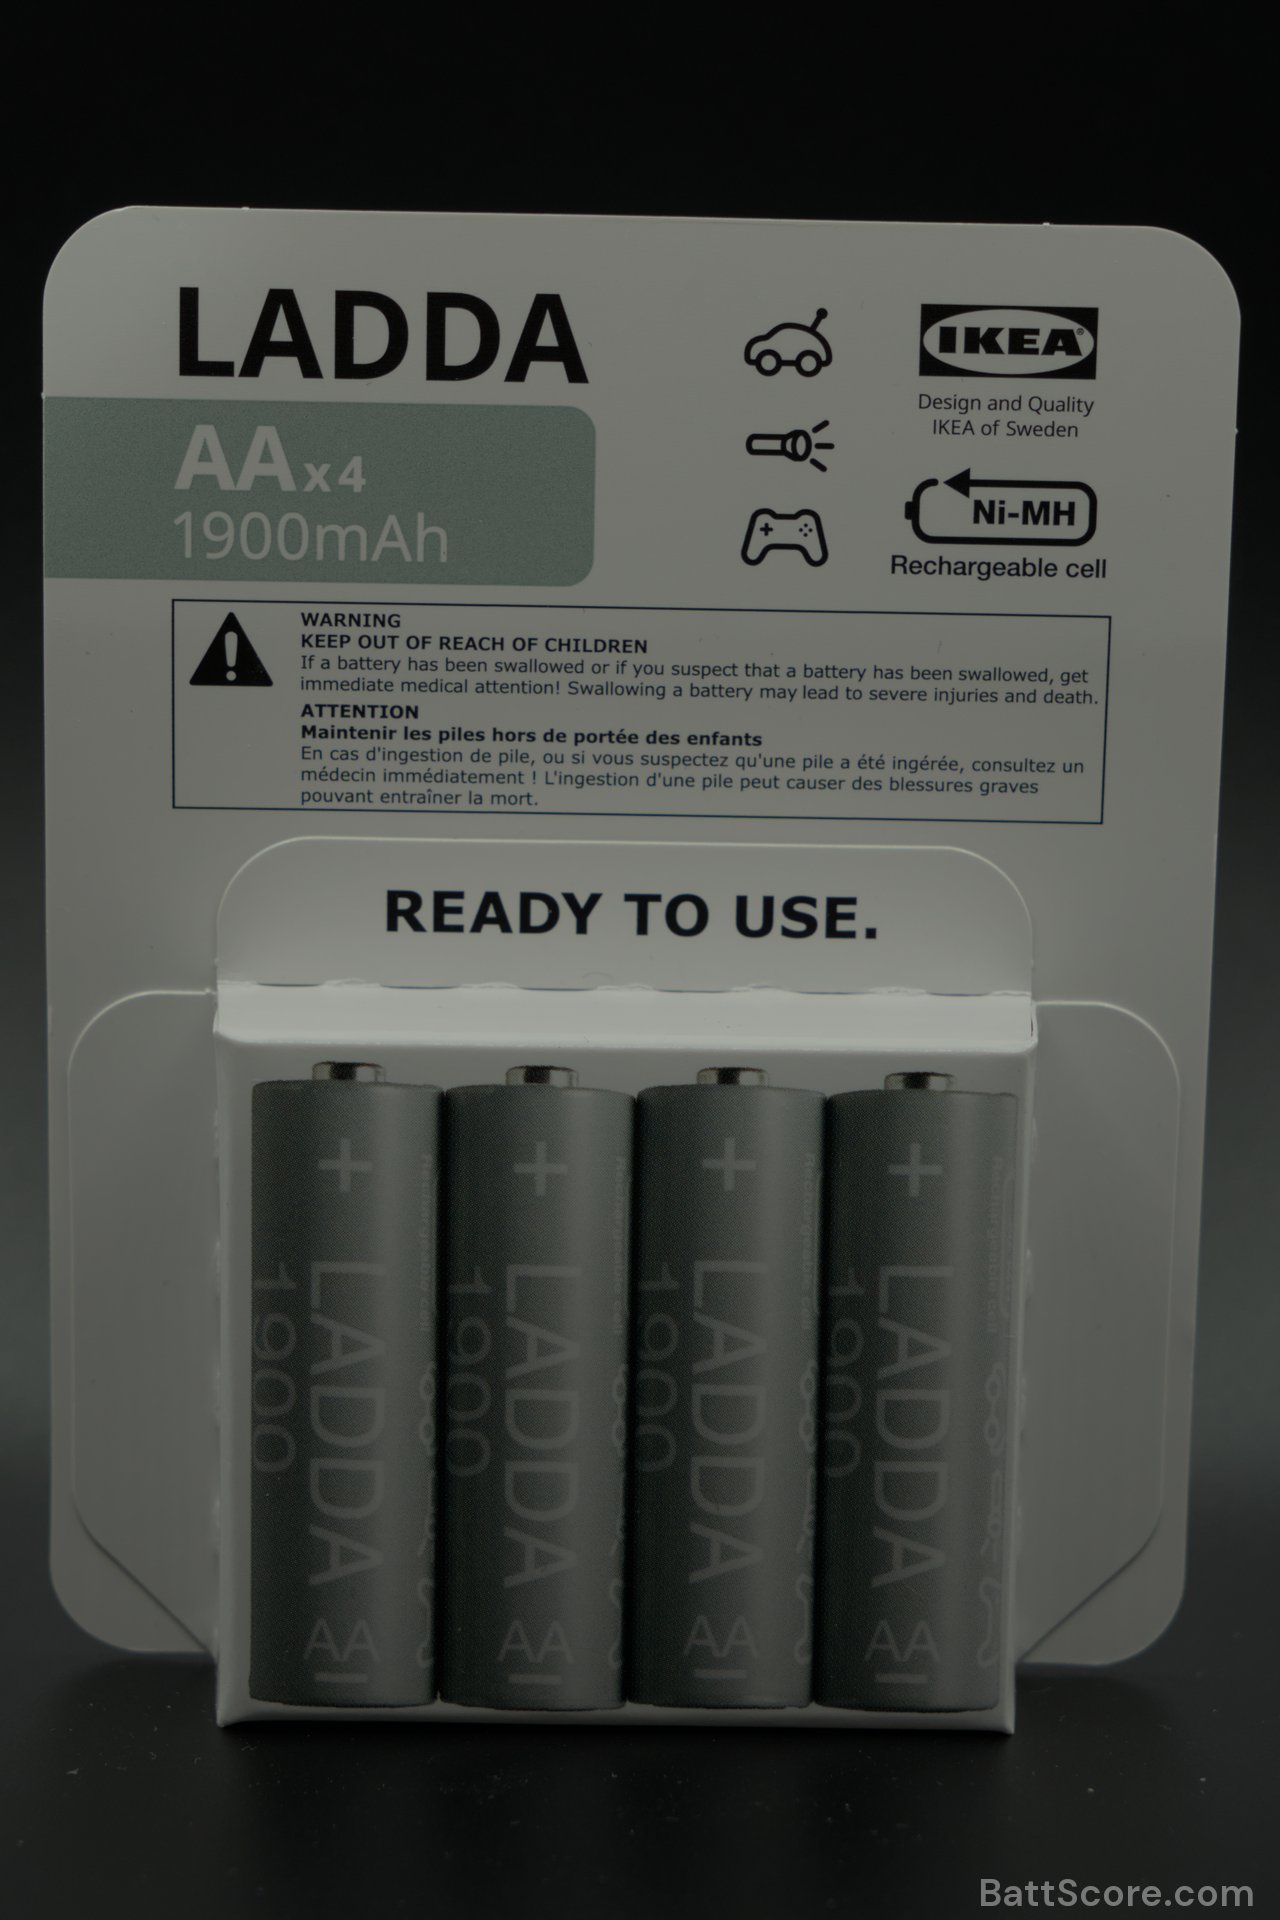 LADDA
AA x4
1900mAh
IKEA®
Design and Quality
IKEA of Sweden
Ni-MH
Rechargeable cell
WARNING
KEEP OUT OF REACH OF CHILDREN
If a battery has been swallowed or if you suspect that a battery has been swallowed, get
immediate medical attention! Swallowing a battery may lead to severe injuries and death.
ATTENTION
Maintenir les piles hors de portée des enfants
En cas d'ingestion de pile, ou si vous suspectez qu'une pile a été ingérée, consultez un
médecin immédiatement ! L'ingestion d'une pile peut causer des blessures graves
pouvant entraîner la mort.
READY TO USE.
+
LADDA
1900
AA
+
LADDA
1900
AA
+
LADDA
1900
AA
+
LADDA
1900
AA
BattScore.com